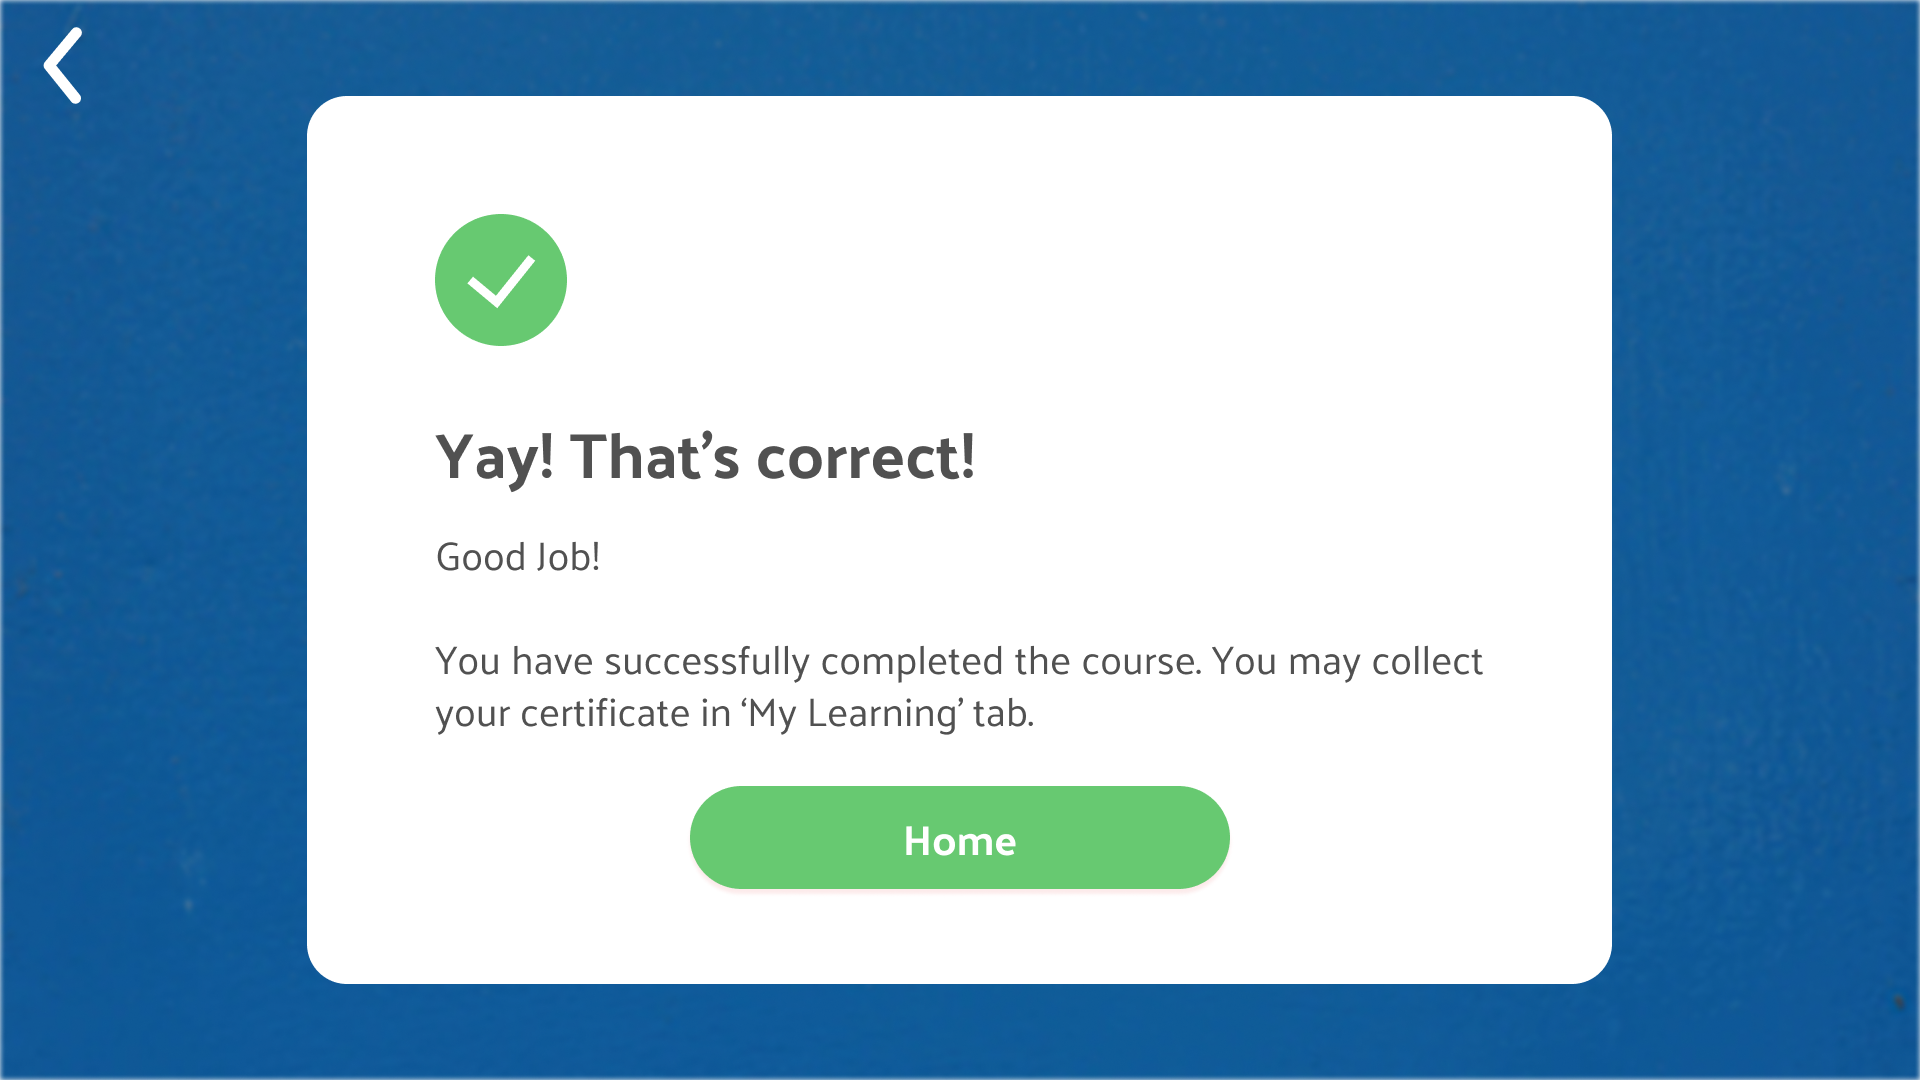 Yay! That’s correct!
Good Job!
You have successfully completed the course. You may collect
your certificate in ‘My Learning’ tab.
Home